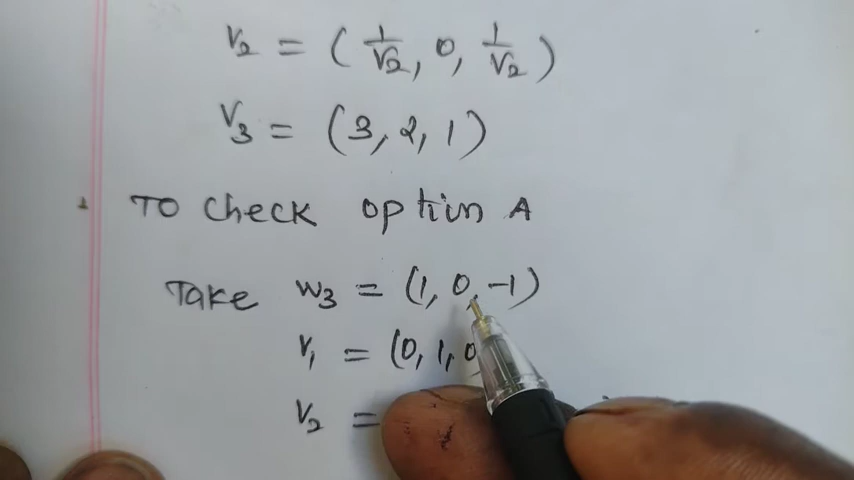 V₂ = (1/√2, 0, 1/√2)
V₃ = (3, 2, 1)
To check option A
Take w₃ = (1, 0, -1)
V₁ = (0, 1, 0
V₂ =